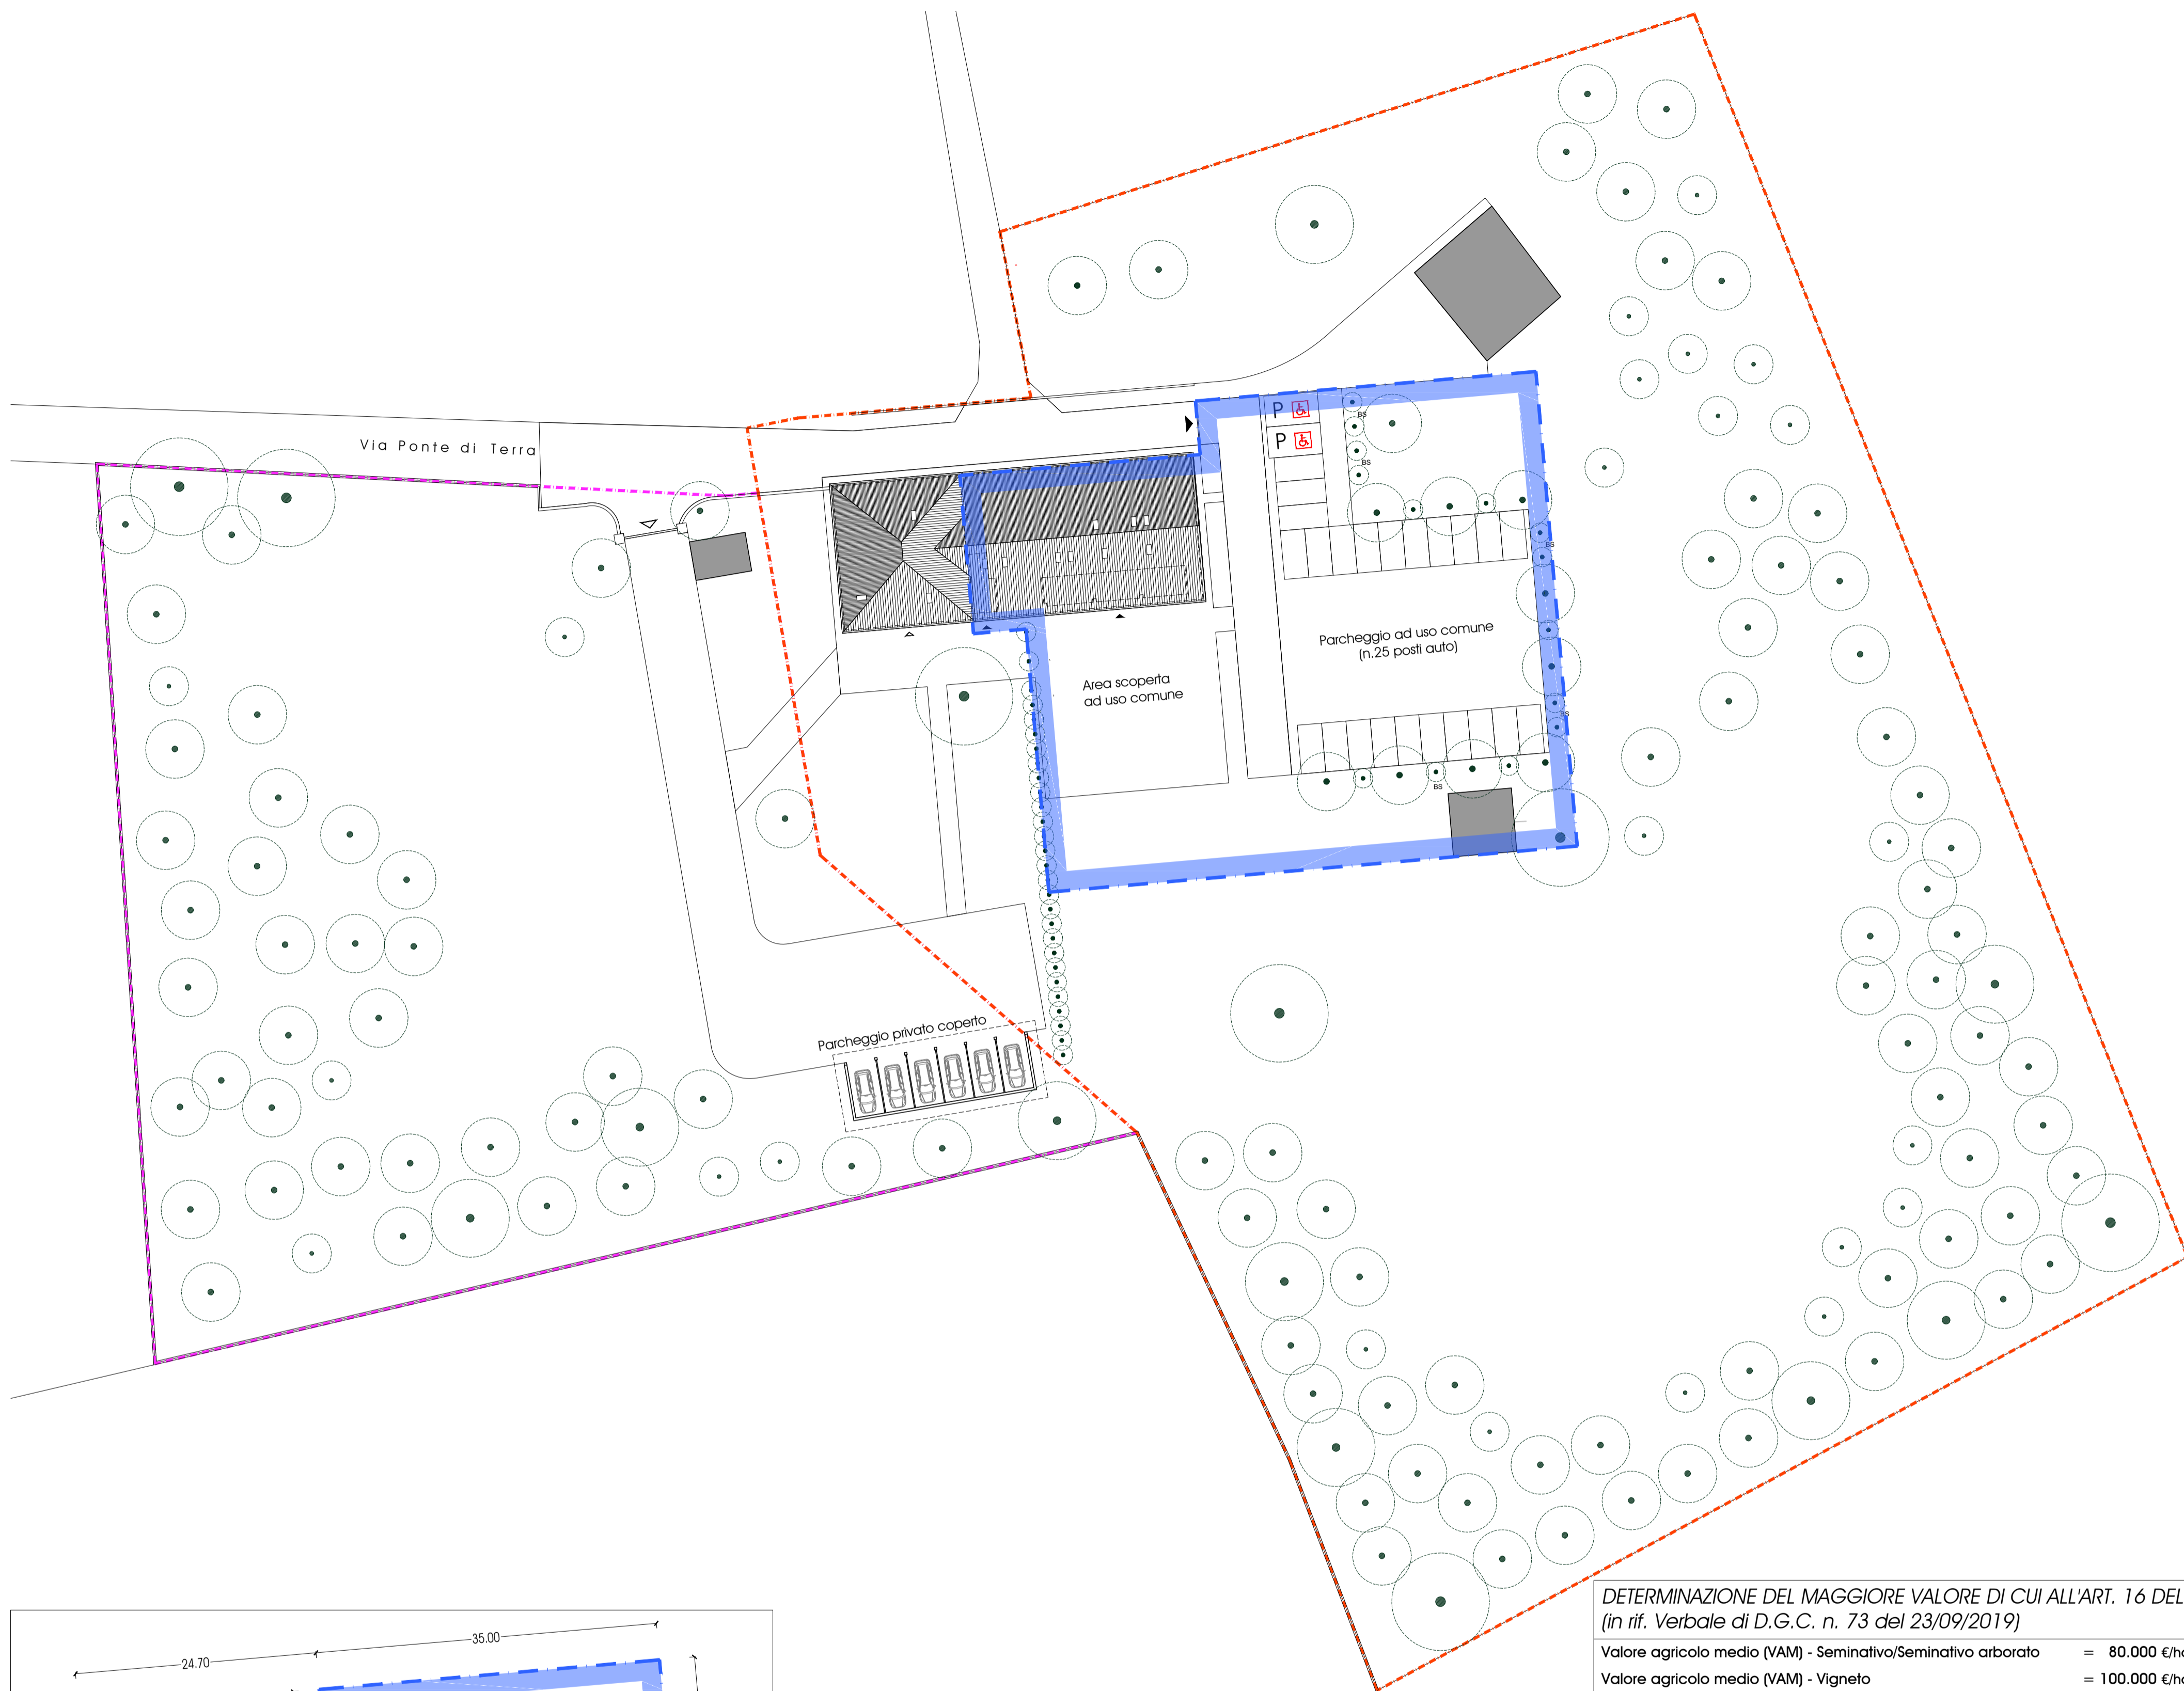 Via Ponte di Terra
P
P
BS
BS
BS
Parcheggio ad uso comune
(n.25 posti auto)
Area scoperta
ad uso comune
BS
BS
Parcheggio privato coperto
35.00
24.70
DETERMINAZIONE DEL MAGGIORE VALORE DI CUI ALL'ART. 16 DEL
(in rif. Verbale di D.G.C. n. 73 del 23/09/2019)
Valore agricolo medio (VAM) - Seminativo/Seminativo arborato = 80.000 €/ha
Valore agricolo medio (VAM) - Vigneto = 100.000 €/ha